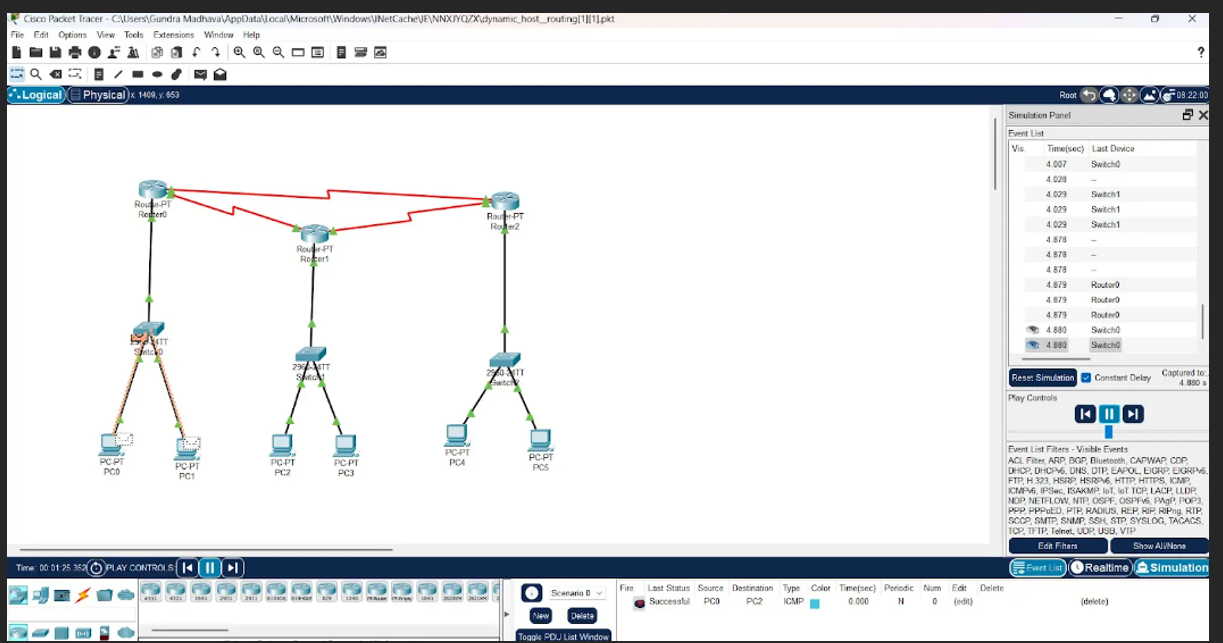 Cisco Packet Tracer - C:\Users\Gundra Madhava\AppData\Local\Microsoft\Windows\INetCache\IE\NNXJYQZX\dynamic_host__routing[1][1].pkt
File Edit Options View Tools Extensions Window Help
?
Logical Physical x: 1409, y: 653
Root 08:22:00
Simulation Panel
Event List
Vis. Time(sec) Last Device
4.007 Switch0
4.028 --
4.029 Switch1
4.029 Switch1
4.029 Switch1
4.878 --
4.878 --
4.878 --
4.879 Router0
4.879 Router0
4.879 Router0
4.880 Switch0
4.880 Switch0
Reset Simulation Constant Delay Captured to:
4.880 s
Play Controls
Event List Filters - Visible Events
ACL Filter, ARP, BGP, Bluetooth, CAPWAP, CDP,
DHCP, DHCPv6, DNS, DTP, EAPOL, EIGRP, EIGRPv6,
FTP, H.323, HSRP, HSRPv6, HTTP, HTTPS, ICMP,
ICMPv6, IPSec, ISAKMP, IoT, IoT TCP, LACP, LLDP,
NDP, NETFLOW, NTP, OSPF, OSPFv6, PAgP, POP3,
PPP, PPPoED, PTP, RADIUS, REP, RIP, RIPng, RTP,
SCCP, SMTP, SNMP, SSH, STP, SYSLOG, TACACS,
TCP, TFTP, Telnet, UDP, USB, VTP
Edit Filters Show All/None
Event List Realtime Simulation
Router-PT
Router0
Router-PT
Router1
Router-PT
Router2
2960-24TT
Switch0
2960-24TT
Switch1
2960-24TT
Switch2
PC-PT
PC0
PC-PT
PC1
PC-PT
PC2
PC-PT
PC3
PC-PT
PC4
PC-PT
PC5
Time: 00:01:25.352 PLAY CONTROLS:
4331 4321 1941 2901 2911 819HGW 829 1240 PT-Router PT-Empty 1841 2620XM 2621XM
Scenario 0
New Delete
Toggle PDU List Window
Fire Last Status Source Destination Type Color Time(sec) Periodic Num Edit Delete
Successful PC0 PC2 ICMP 0.000 N 0 (edit) (delete)